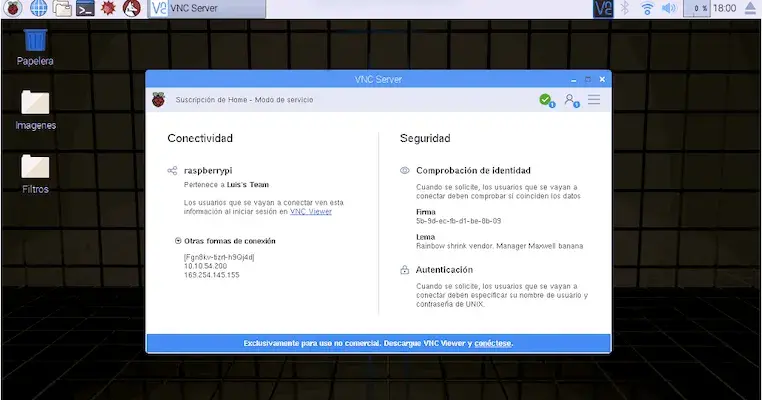 VNC Server
0 %
18:00
Papelera
Imagenes
Filtros
VNC Server
Suscripción de Home - Modo de servicio
Conectividad
raspberrypi
Pertenece a Luis's Team
Los usuarios que se vayan a conectar ven esta
información al iniciar sesión en VNC Viewer
Otras formas de conexión
10.10.54.200
169.254.145.155
Seguridad
Comprobación de identidad
Cuando se solicite, los usuarios que se vayan a
conectar deben comprobar si coinciden los datos
Firma
5b-9d-ec-fb-d1-be-8b-09
Lema
Rainbow shrink vendor. Manager Maxwell banana
Autenticación
Cuando se solicite, los usuarios que se vayan a
conectar deben especificar su nombre de usuario y
contraseña de UNIX.
Exclusivamente para uso no comercial. Descargue VNC Viewer y conéctese.